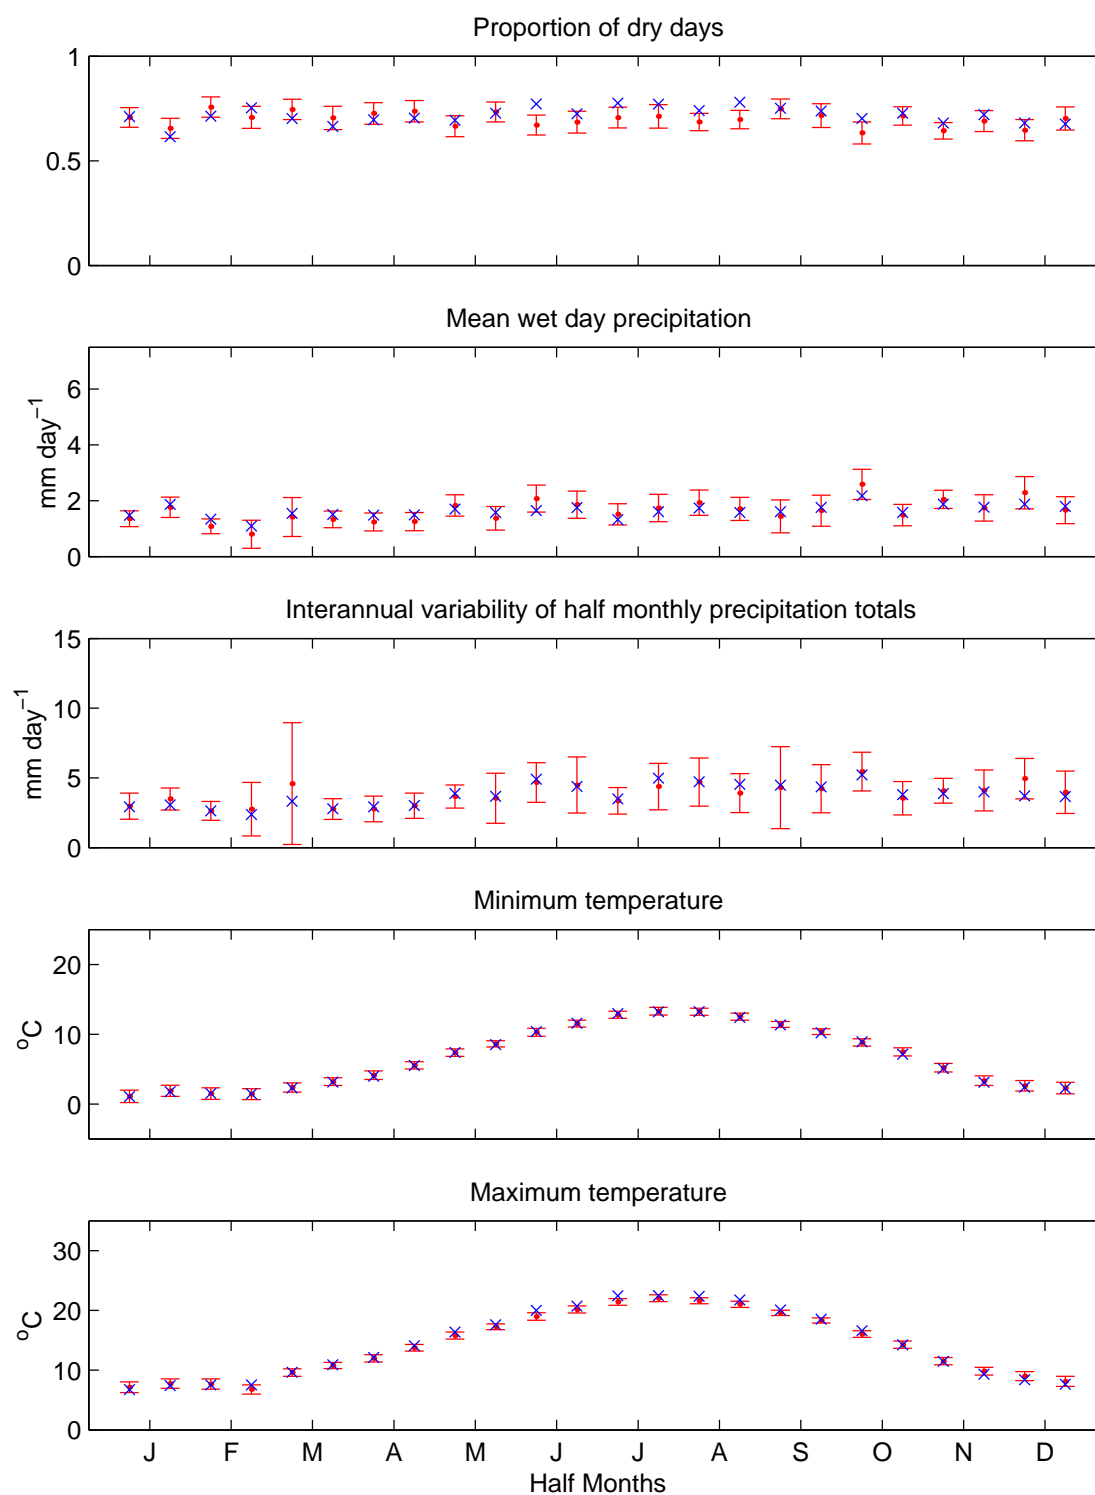 Proportion of dry days
1
0.5
0
Mean wet day precipitation
6
4
2
0
mm day−1
Interannual variability of half monthly precipitation totals
15
10
5
0
mm day−1
Minimum temperature
20
10
0
oC
Maximum temperature
30
20
10
0
oC
J F M A M J J A S O N D
Half Months